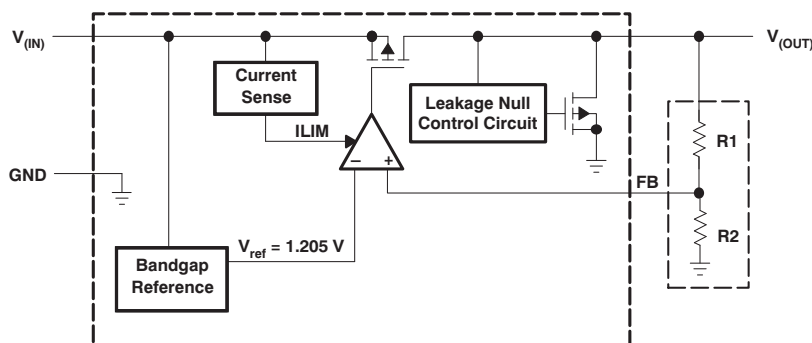 V(IN)
V(OUT)
Current
Sense
Leakage Null
Control Circuit
R1
ILIM
GND
– +
FB
R2
Vref = 1.205 V
Bandgap
Reference